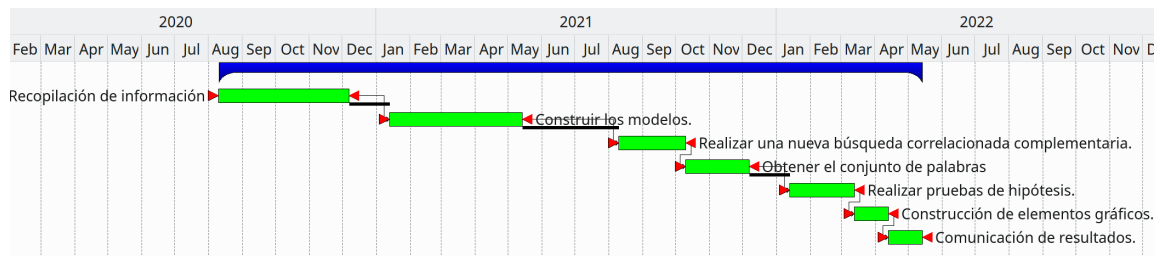 2020 2021 2022
Feb Mar Apr May Jun Jul Aug Sep Oct Nov Dec Jan Feb Mar Apr May Jun Jul Aug Sep Oct Nov Dec Jan Feb Mar Apr May Jun Jul Aug Sep Oct Nov D
Recopilación de información
Construir los modelos.
Realizar una nueva búsqueda correlacionada complementaria.
Obtener el conjunto de palabras
Realizar pruebas de hipótesis.
Construcción de elementos gráficos.
Comunicación de resultados.